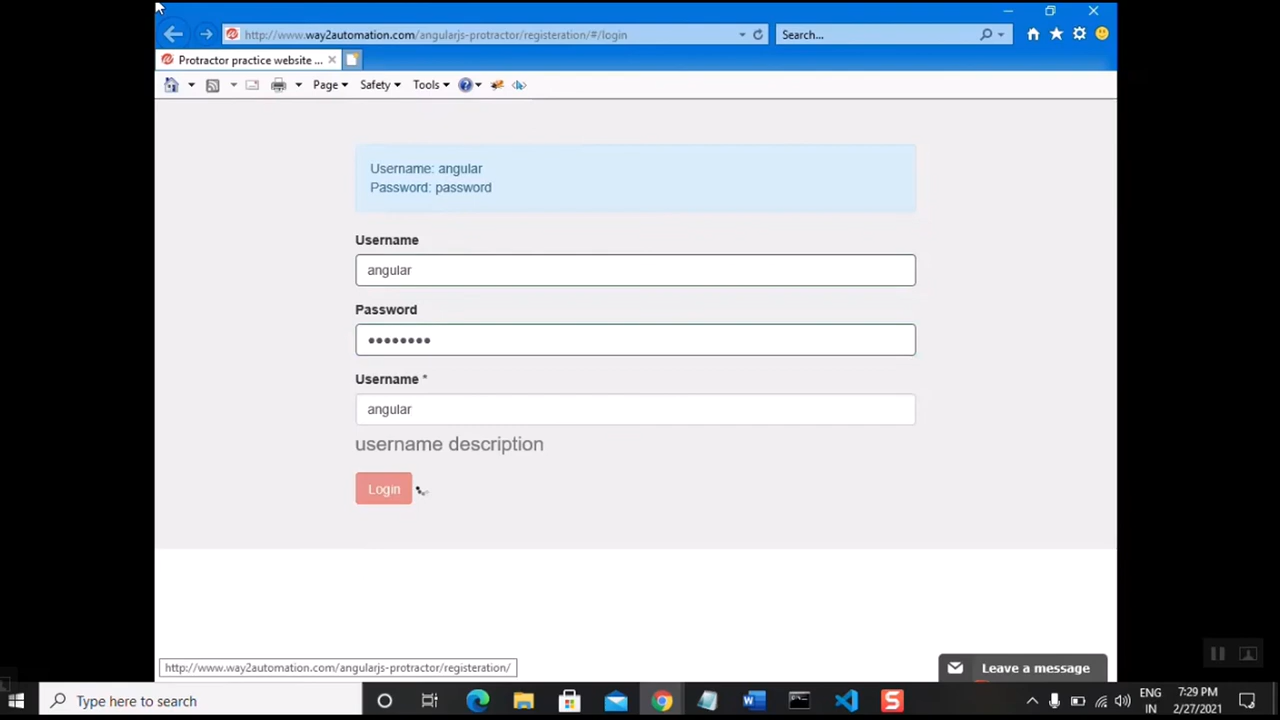 http://www.way2automation.com/angularjs-protractor/registeration/#/login
Search...
Protractor practice website ...
Page
Safety
Tools
Username: angular
Password: password
Username
angular
Password
Username *
angular
username description
Login
http://www.way2automation.com/angularjs-protractor/registeration/
Leave a message
Type here to search
ENG
IN
7:29 PM
2/27/2021